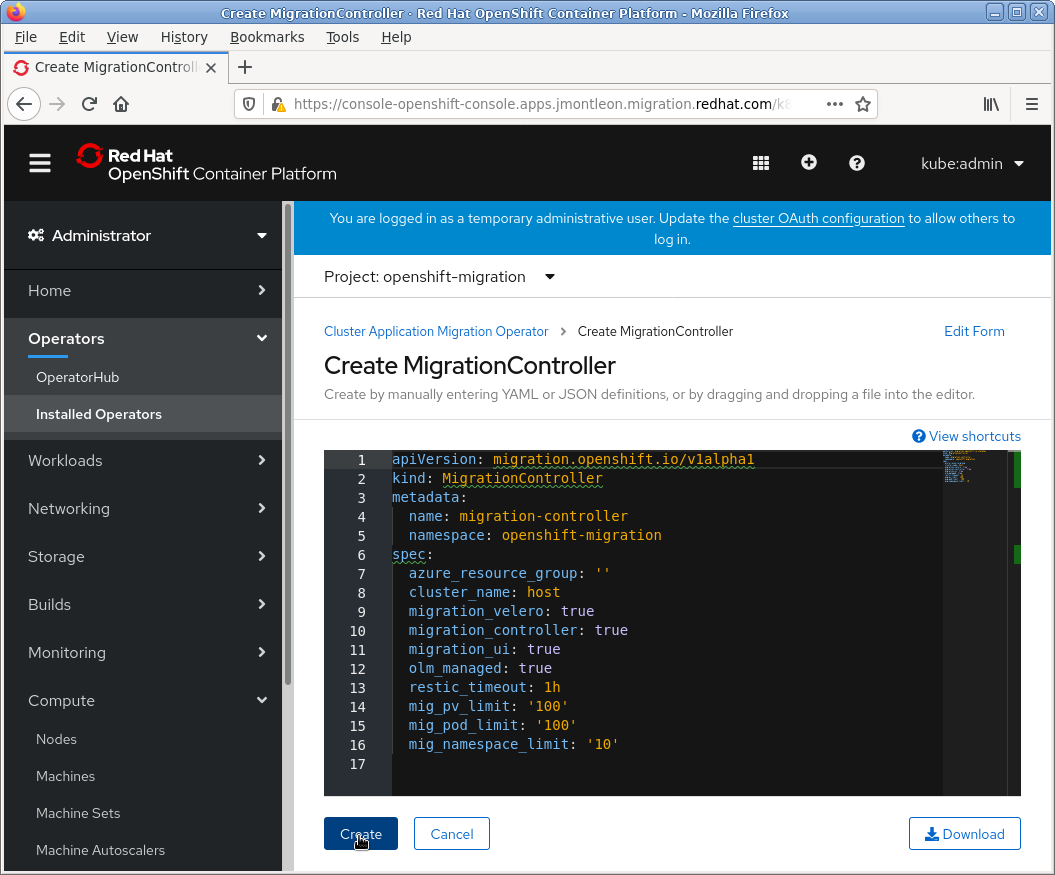 Create MigrationController · Red Hat OpenShift Container Platform - Mozilla Firefox
File Edit View History Bookmarks Tools Help
Create MigrationControll
https://console-openshift-console.apps.jmontleon.migration.redhat.com/k8
Red Hat
OpenShift Container Platform
kube:admin
Administrator
Home
Operators
OperatorHub
Installed Operators
Workloads
Networking
Storage
Builds
Monitoring
Compute
Nodes
Machines
Machine Sets
Machine Autoscalers
You are logged in as a temporary administrative user. Update the cluster OAuth configuration to allow others to
log in.
Project: openshift-migration
Cluster Application Migration Operator > Create MigrationController
Edit Form
Create MigrationController
Create by manually entering YAML or JSON definitions, or by dragging and dropping a file into the editor.
View shortcuts
1 apiVersion: migration.openshift.io/v1alpha1
2 kind: MigrationController
3 metadata:
4   name: migration-controller
5   namespace: openshift-migration
6 spec:
7   azure_resource_group: ''
8   cluster_name: host
9   migration_velero: true
10   migration_controller: true
11   migration_ui: true
12   olm_managed: true
13   restic_timeout: 1h
14   mig_pv_limit: '100'
15   mig_pod_limit: '100'
16   mig_namespace_limit: '10'
17
Create Cancel Download